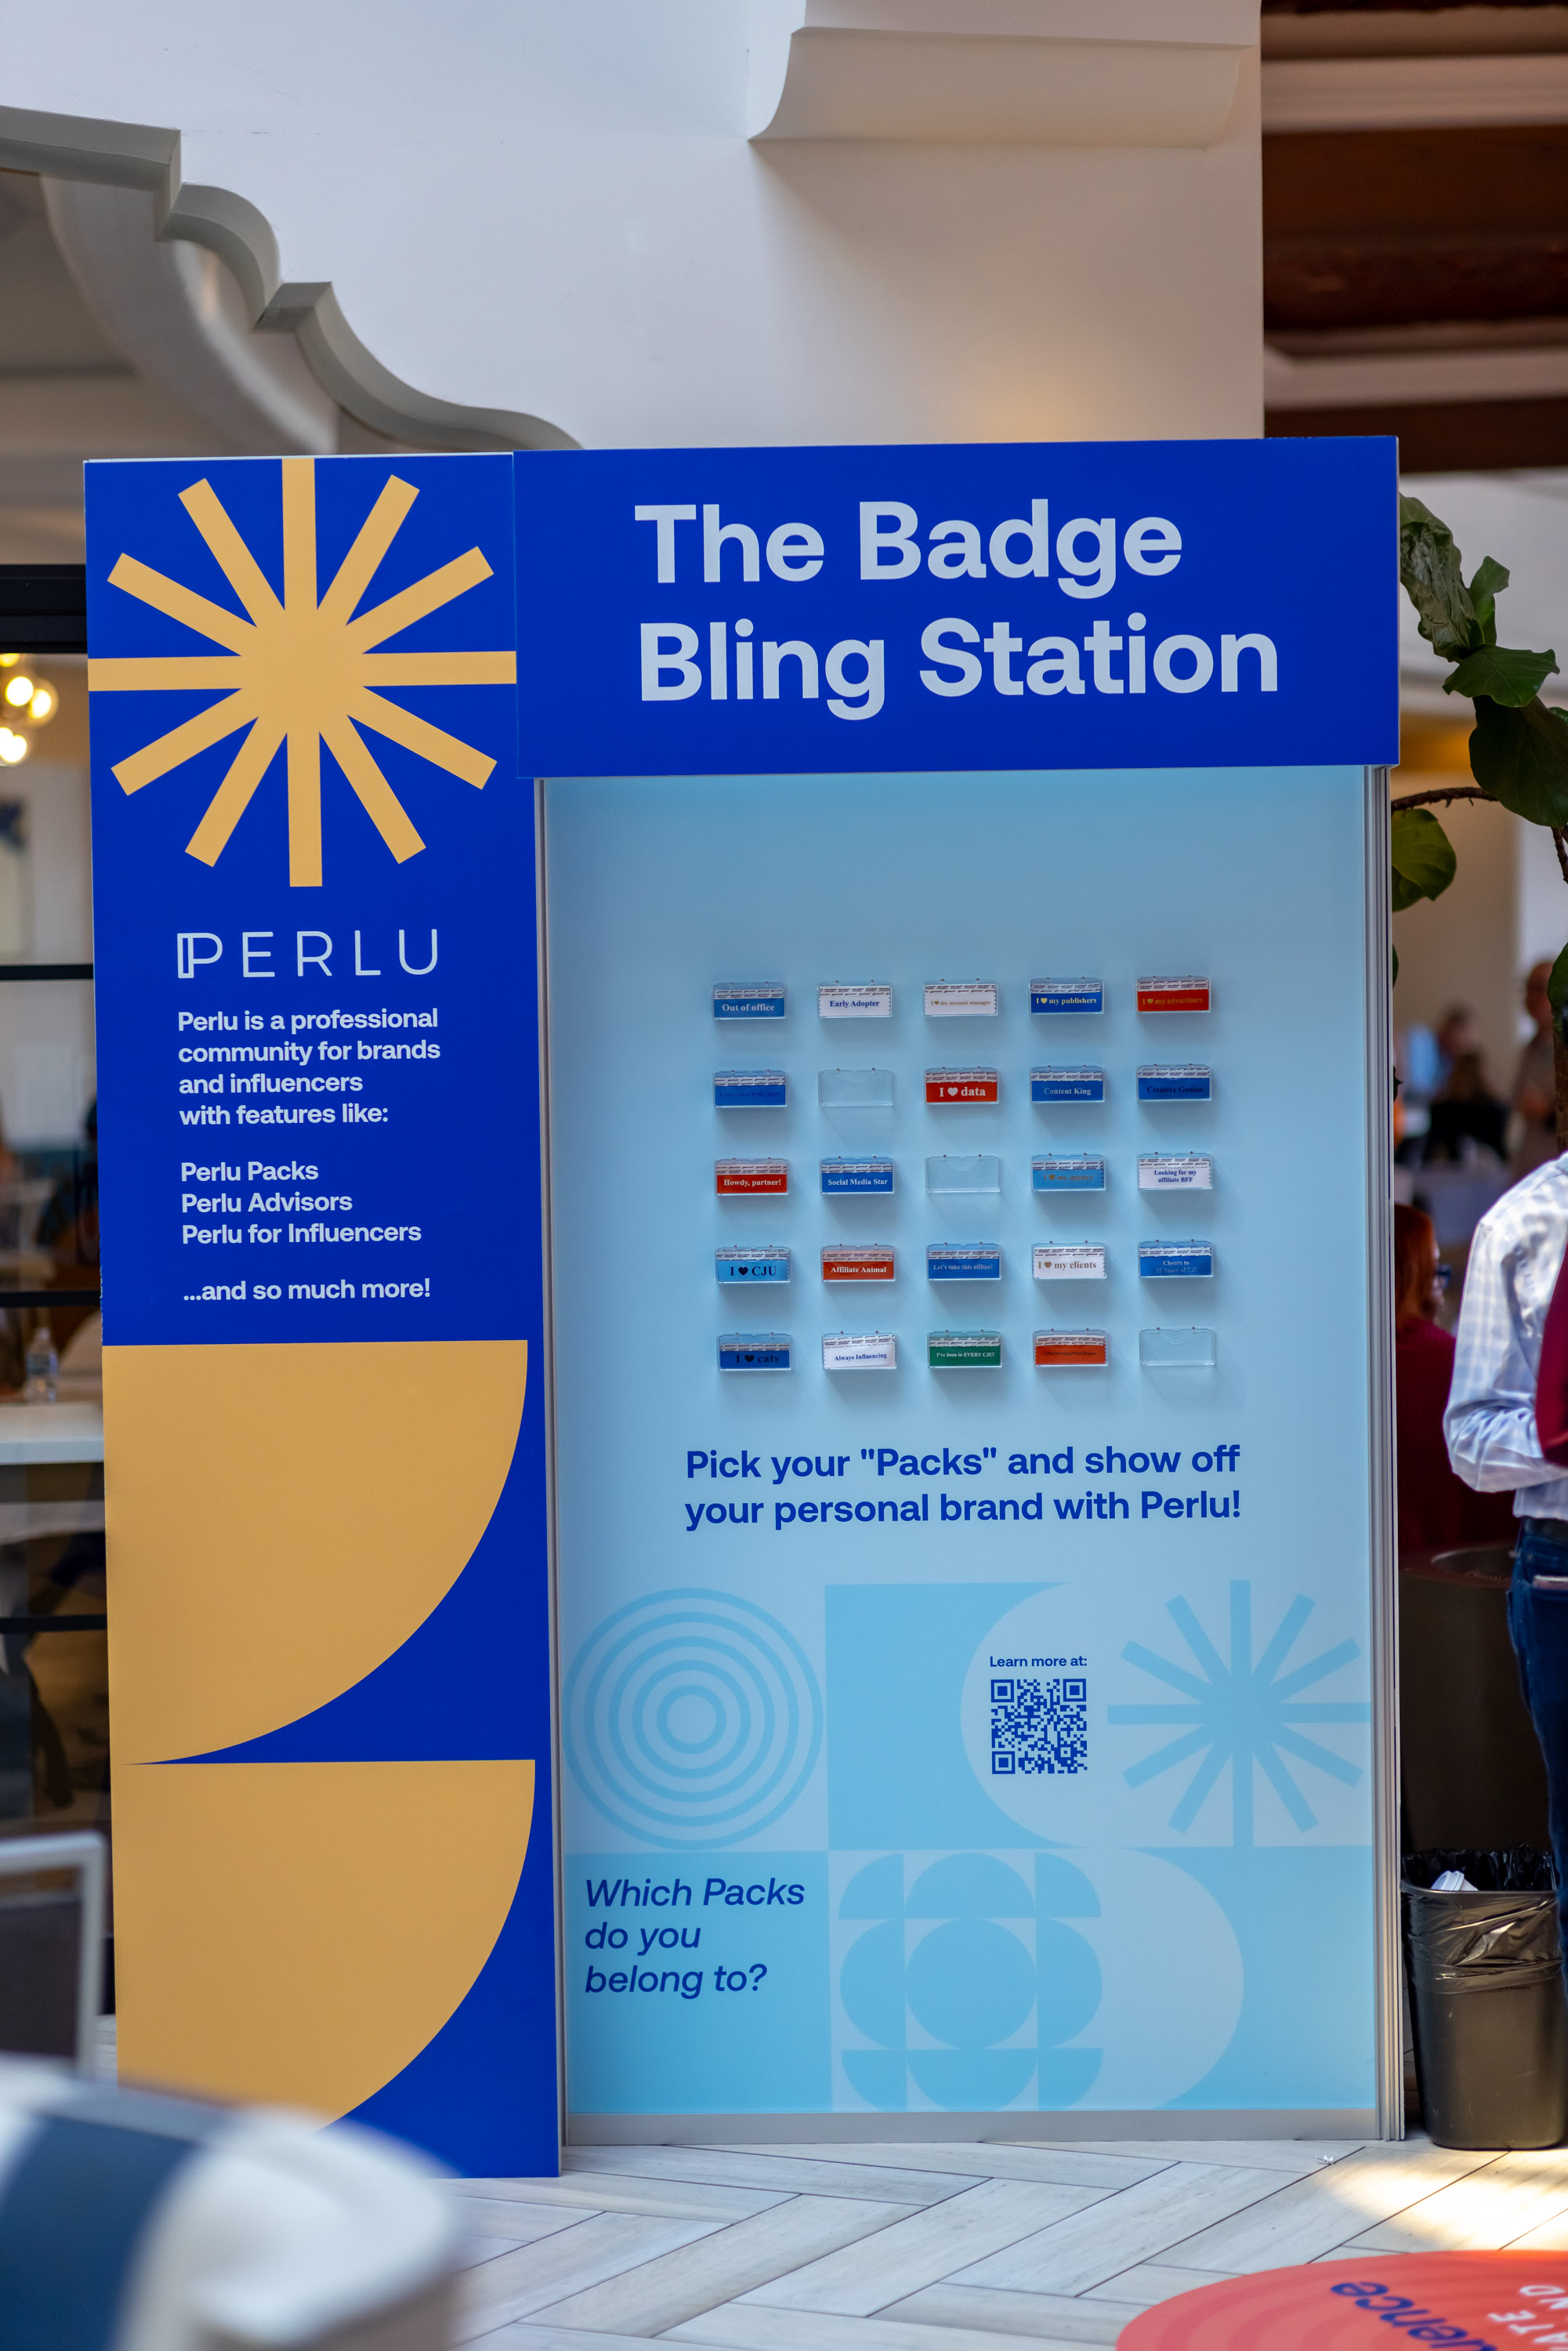 The Badge
Bling Station
PERLU
Perlu is a professional
community for brands
and influencers
with features like:
Perlu Packs
Perlu Advisors
Perlu for Influencers
...and so much more!
Out of office
Early Adopter
I ♥ my account manager
I ♥ my publishers
I ♥ my advertisers
I ♥ data
Content King
Creative Genius
Howdy, partner!
Social Media Star
Looking for my
affiliate BFF
I ♥ CJU
Affiliate Animal
Let's take this offline!
I ♥ my clients
Cheers to
25 Years of CJ!
I ♥ cats
Always Influencing
I've been to EVERY CJU!
Pick your "Packs" and show off
your personal brand with Perlu!
Learn more at:
Which Packs
do you
belong to?